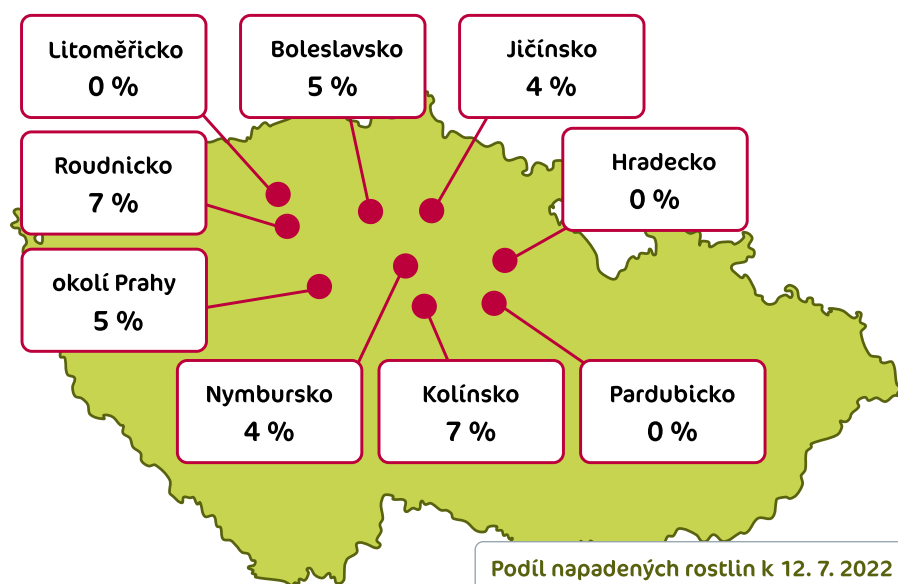 Litoměřicko
0 %
Boleslavsko
5 %
Jičínsko
4 %
Roudnicko
7 %
Hradecko
0 %
okolí Prahy
5 %
Nymbursko
4 %
Kolínsko
7 %
Pardubicko
0 %
Podíl napadených rostlin k 12. 7. 2022